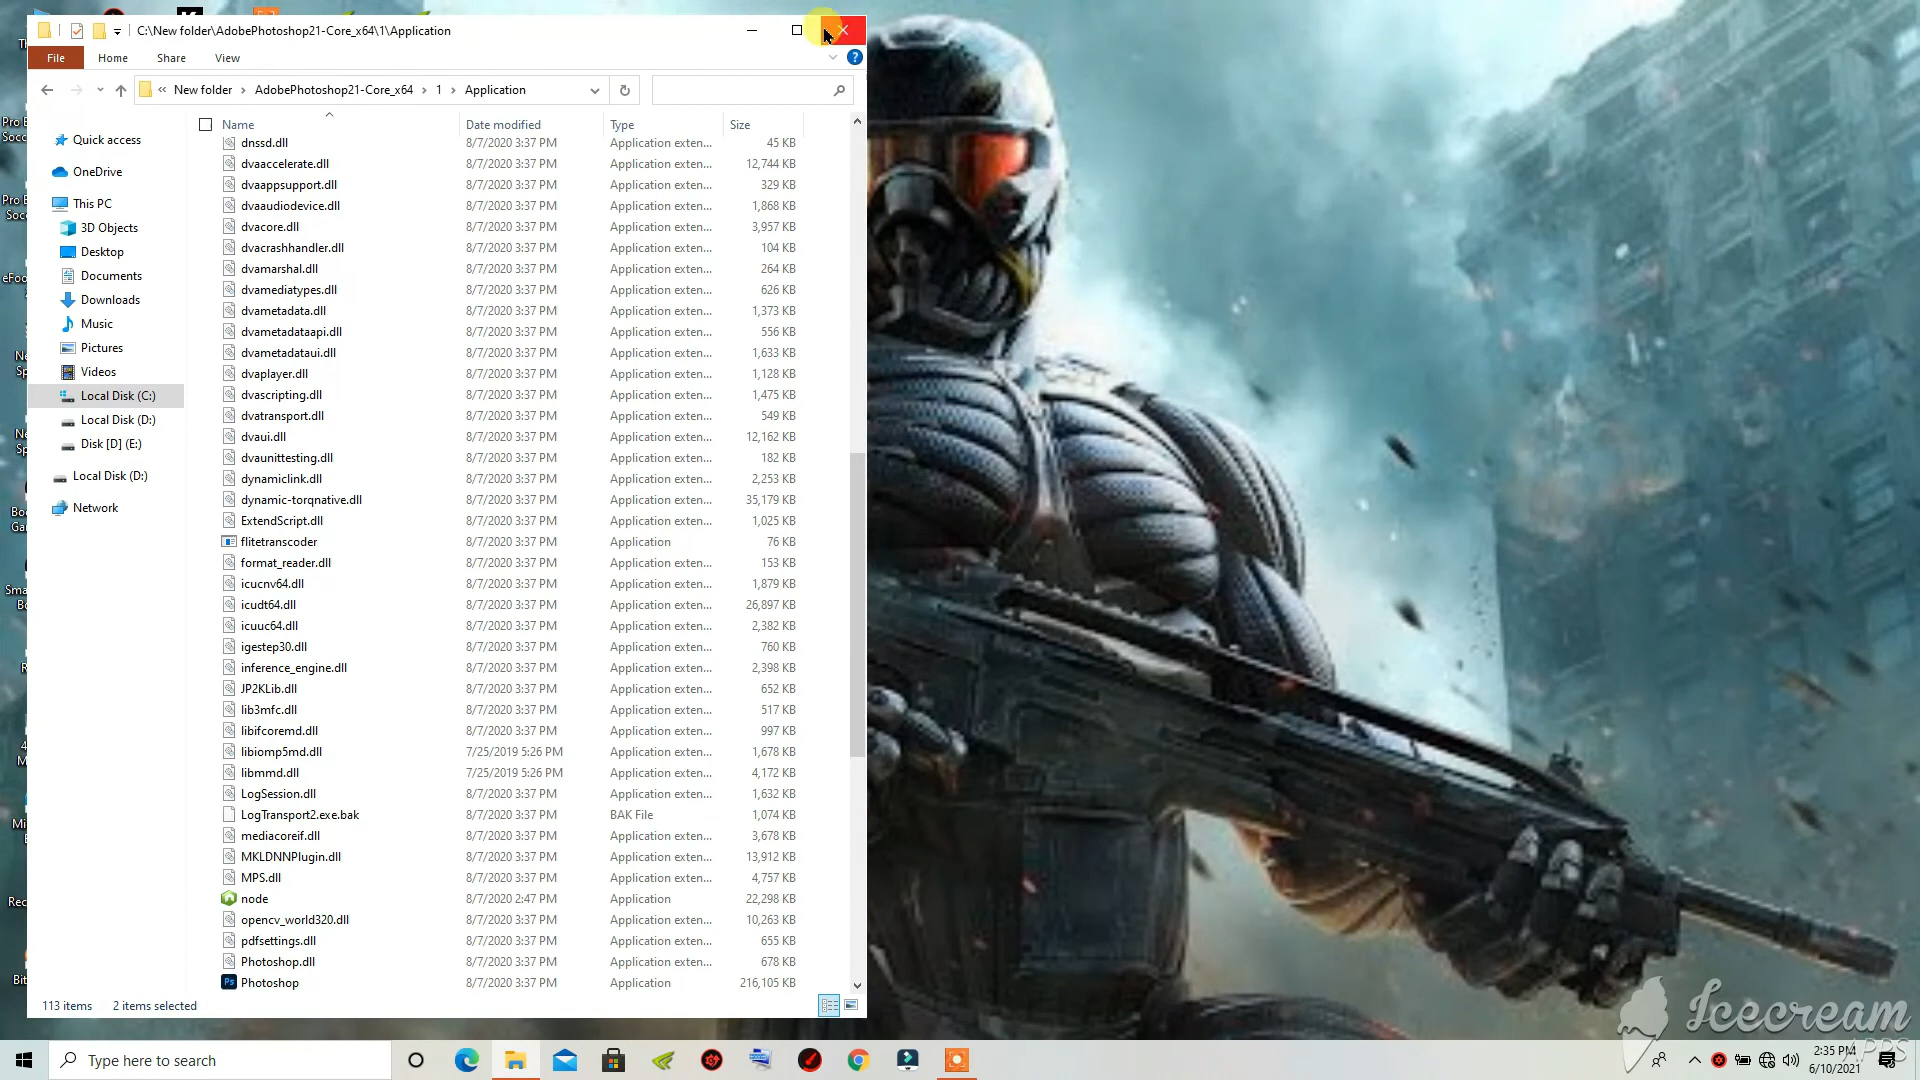 C:\New folder\AdobePhotoshop21-Core_x64\1\Application
File Home Share View
« New folder › AdobePhotoshop21-Core_x64 › 1 › Application
Name Date modified Type Size
Quick access
OneDrive
This PC
3D Objects
Desktop
Documents
Downloads
Music
Pictures
Videos
Local Disk (C:)
Local Disk (D:)
Disk [D] (E:)
Local Disk (D:)
Network
dnssd.dll 8/7/2020 3:37 PM Application exten... 45 KB
dvaaccelerate.dll 8/7/2020 3:37 PM Application exten... 12,744 KB
dvaappsupport.dll 8/7/2020 3:37 PM Application exten... 329 KB
dvaaudiodevice.dll 8/7/2020 3:37 PM Application exten... 1,868 KB
dvacore.dll 8/7/2020 3:37 PM Application exten... 3,957 KB
dvacrashhandler.dll 8/7/2020 3:37 PM Application exten... 104 KB
dvamarshal.dll 8/7/2020 3:37 PM Application exten... 264 KB
dvamediatypes.dll 8/7/2020 3:37 PM Application exten... 626 KB
dvametadata.dll 8/7/2020 3:37 PM Application exten... 1,373 KB
dvametadataapi.dll 8/7/2020 3:37 PM Application exten... 556 KB
dvametadataui.dll 8/7/2020 3:37 PM Application exten... 1,633 KB
dvaplayer.dll 8/7/2020 3:37 PM Application exten... 1,128 KB
dvascripting.dll 8/7/2020 3:37 PM Application exten... 1,475 KB
dvatransport.dll 8/7/2020 3:37 PM Application exten... 549 KB
dvaui.dll 8/7/2020 3:37 PM Application exten... 12,162 KB
dvaunittesting.dll 8/7/2020 3:37 PM Application exten... 182 KB
dynamiclink.dll 8/7/2020 3:37 PM Application exten... 2,253 KB
dynamic-torqnative.dll 8/7/2020 3:37 PM Application exten... 35,179 KB
ExtendScript.dll 8/7/2020 3:37 PM Application exten... 1,025 KB
flitetranscoder 8/7/2020 3:37 PM Application 76 KB
format_reader.dll 8/7/2020 3:37 PM Application exten... 153 KB
icucnv64.dll 8/7/2020 3:37 PM Application exten... 1,879 KB
icudt64.dll 8/7/2020 3:37 PM Application exten... 26,897 KB
icuuc64.dll 8/7/2020 3:37 PM Application exten... 2,382 KB
igestep30.dll 8/7/2020 3:37 PM Application exten... 760 KB
inference_engine.dll 8/7/2020 3:37 PM Application exten... 2,398 KB
JP2KLib.dll 8/7/2020 3:37 PM Application exten... 652 KB
lib3mfc.dll 8/7/2020 3:37 PM Application exten... 517 KB
libifcoremd.dll 8/7/2020 3:37 PM Application exten... 997 KB
libiomp5md.dll 7/25/2019 5:26 PM Application exten... 1,678 KB
libmmd.dll 7/25/2019 5:26 PM Application exten... 4,172 KB
LogSession.dll 8/7/2020 3:37 PM Application exten... 1,632 KB
LogTransport2.exe.bak 8/7/2020 3:37 PM BAK File 1,074 KB
mediacoreif.dll 8/7/2020 3:37 PM Application exten... 3,678 KB
MKLDNNPlugin.dll 8/7/2020 3:37 PM Application exten... 13,912 KB
MPS.dll 8/7/2020 3:37 PM Application exten... 4,757 KB
node 8/7/2020 2:47 PM Application 22,298 KB
opencv_world320.dll 8/7/2020 3:37 PM Application exten... 10,263 KB
pdfsettings.dll 8/7/2020 3:37 PM Application exten... 655 KB
Photoshop.dll 8/7/2020 3:37 PM Application exten... 678 KB
Photoshop 8/7/2020 3:37 PM Application 216,105 KB
113 items 2 items selected
Icecream
APPS
Type here to search
2:35 PM
6/10/2021